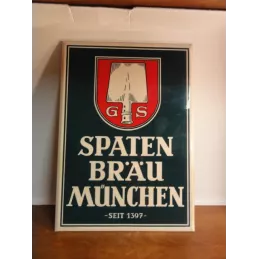 G S
SPATEN
BRÄU
MÜNCHEN
-SEIT 1397-